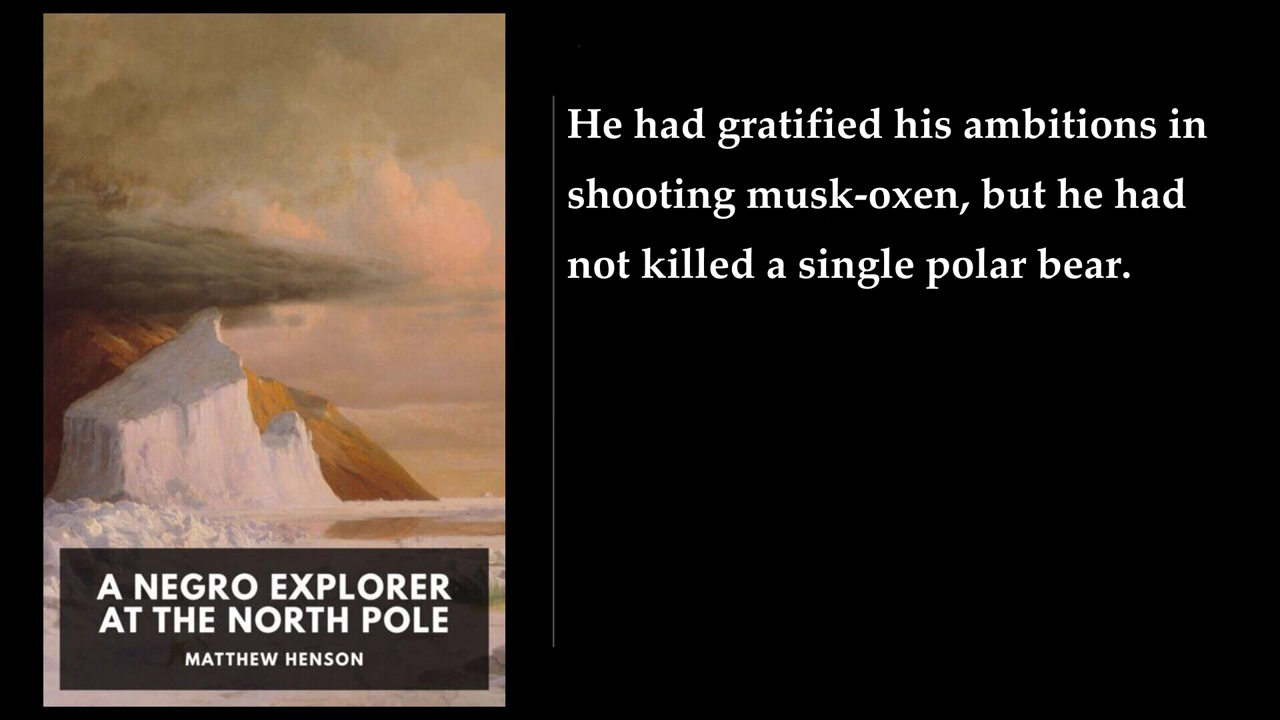 He had gratified his ambitions in
shooting musk-oxen, but he had
not killed a single polar bear.
A NEGRO EXPLORER
AT THE NORTH POLE
MATTHEW HENSON